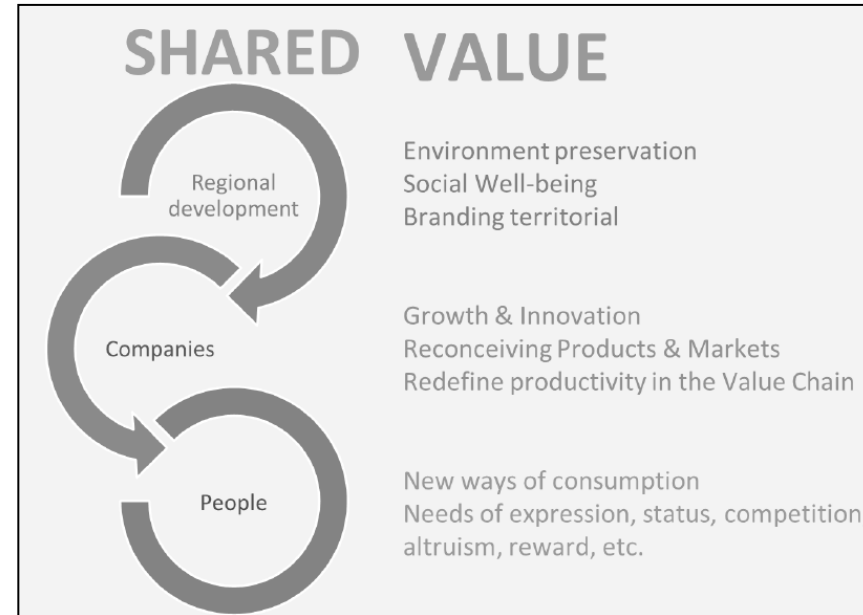 SHARED VALUE
Regional
development
Environment preservation
Social Well-being
Branding territorial
Companies
Growth & Innovation
Reconceiving Products & Markets
Redefine productivity in the Value Chain
People
New ways of consumption
Needs of expression, status, competition
altruism, reward, etc.